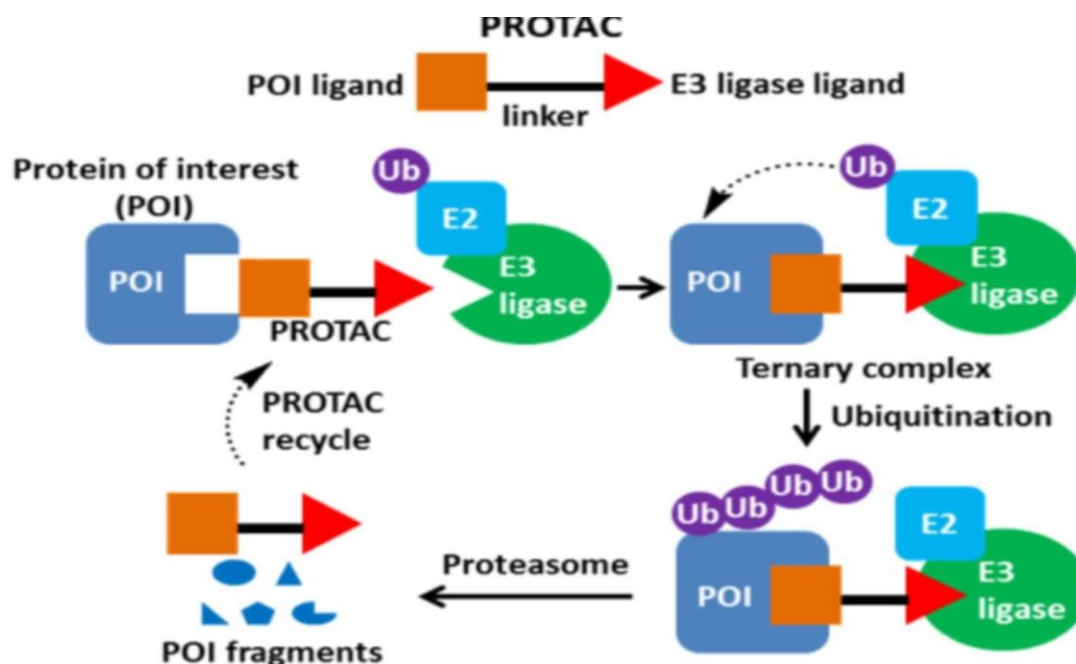 PROTAC
POI ligand
linker
E3 ligase ligand
Protein of interest
(POI)
Ub
E2
POI
E3
ligase
PROTAC
Ub
E2
POI
E3
ligase
Ternary complex
Ubiquitination
PROTAC
recycle
Ub Ub Ub Ub
E2
POI
E3
ligase
Proteasome
POI fragments